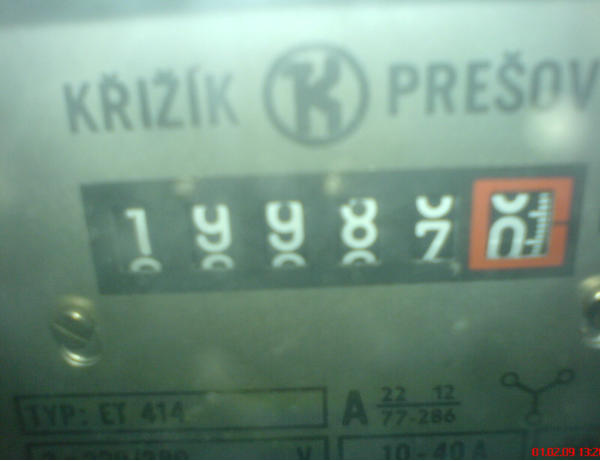 KŘIŽÍK K PREŠOV
1 9 9 8 7
TYP: ET 414
A 22 12
77-286
V 10-40 A
01.02.09 13:2